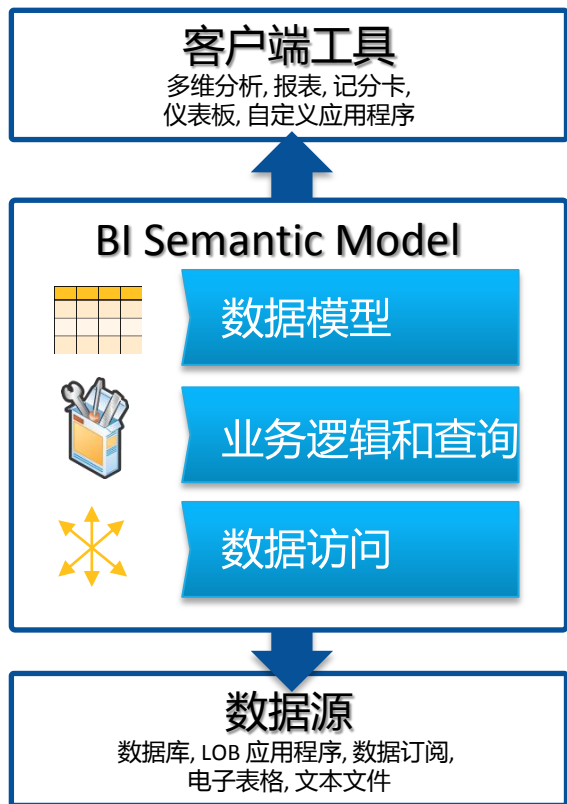 客户端工具
多维分析, 报表, 记分卡,
仪表板, 自定义应用程序
BI Semantic Model
数据模型
业务逻辑和查询
数据访问
数据源
数据库, LOB 应用程序, 数据订阅,
电子表格, 文本文件